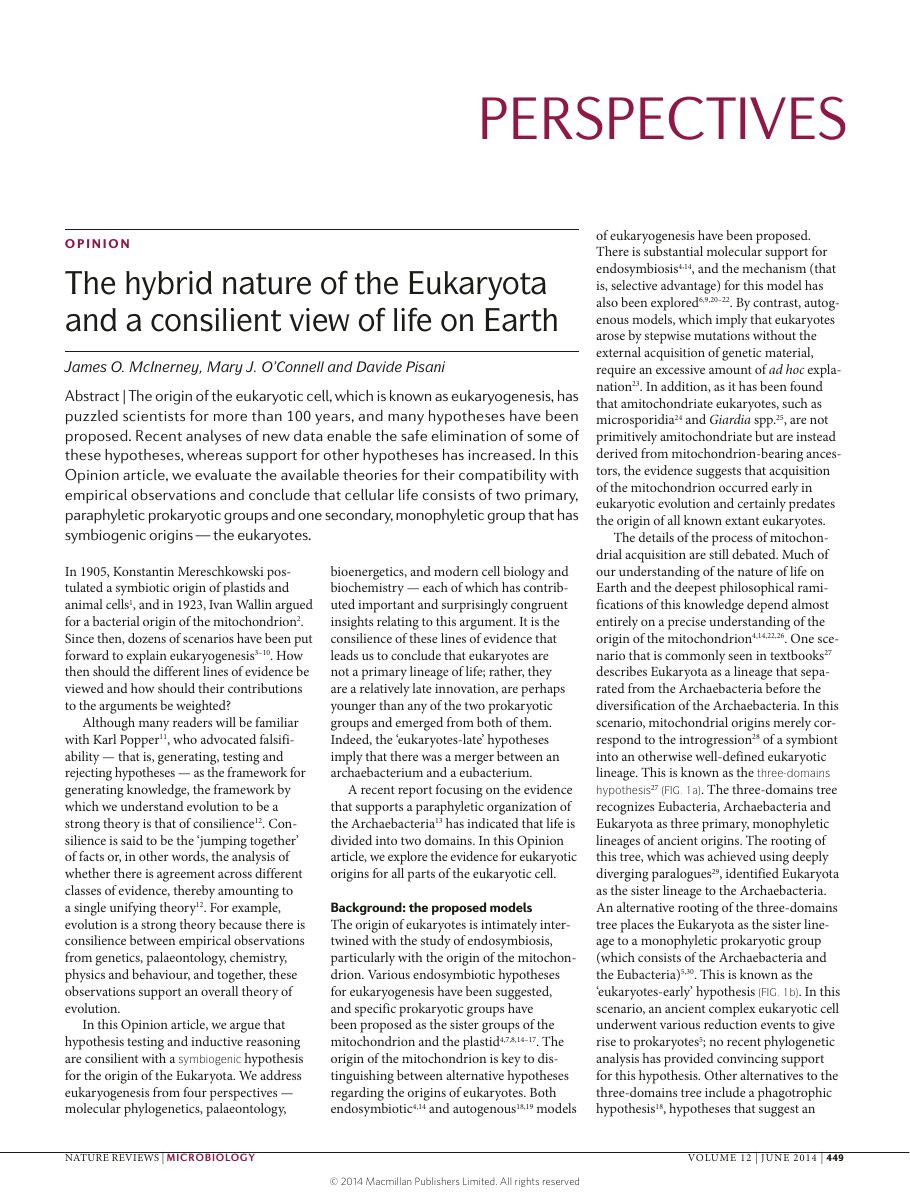 PERSPECTIVES
OPINION
The hybrid nature of the Eukaryota
and a consilient view of life on Earth
James O. McInerney, Mary J. O’Connell and Davide Pisani
Abstract | The origin of the eukaryotic cell, which is known as eukaryogenesis, has
puzzled scientists for more than 100 years, and many hypotheses have been
proposed. Recent analyses of new data enable the safe elimination of some of
these hypotheses, whereas support for other hypotheses has increased. In this
Opinion article, we evaluate the available theories for their compatibility with
empirical observations and conclude that cellular life consists of two primary,
paraphyletic prokaryotic groups and one secondary, monophyletic group that has
symbiogenic origins — the eukaryotes.
In 1905, Konstantin Mereschkowski pos-
tulated a symbiotic origin of plastids and
animal cells1, and in 1923, Ivan Wallin argued
for a bacterial origin of the mitochondrion2.
Since then, dozens of scenarios have been put
forward to explain eukaryogenesis3–10. How
then should the different lines of evidence be
viewed and how should their contributions
to the arguments be weighted?
Although many readers will be familiar
with Karl Popper11, who advocated falsifi-
ability — that is, generating, testing and
rejecting hypotheses — as the framework for
generating knowledge, the framework by
which we understand evolution to be a
strong theory is that of consilience12. Con-
silience is said to be the ‘jumping together’
of facts or, in other words, the analysis of
whether there is agreement across different
classes of evidence, thereby amounting to
a single unifying theory12. For example,
evolution is a strong theory because there is
consilience between empirical observations
from genetics, palaeontology, chemistry,
physics and behaviour, and together, these
observations support an overall theory of
evolution.
In this Opinion article, we argue that
hypothesis testing and inductive reasoning
are consilient with a symbiogenic hypothesis
for the origin of the Eukaryota. We address
eukaryogenesis from four perspectives —
molecular phylogenetics, palaeontology,
bioenergetics, and modern cell biology and
biochemistry — each of which has contrib-
uted important and surprisingly congruent
insights relating to this argument. It is the
consilience of these lines of evidence that
leads us to conclude that eukaryotes are
not a primary lineage of life; rather, they
are a relatively late innovation, are perhaps
younger than any of the two prokaryotic
groups and emerged from both of them.
Indeed, the ‘eukaryotes-late’ hypotheses
imply that there was a merger between an
archaebacterium and a eubacterium.
A recent report focusing on the evidence
that supports a paraphyletic organization of
the Archaebacteria13 has indicated that life is
divided into two domains. In this Opinion
article, we explore the evidence for eukaryotic
origins for all parts of the eukaryotic cell.
Background: the proposed models
The origin of eukaryotes is intimately inter-
twined with the study of endosymbiosis,
particularly with the origin of the mitochon-
drion. Various endosymbiotic hypotheses
for eukaryogenesis have been suggested,
and specific prokaryotic groups have
been proposed as the sister groups of the
mitochondrion and the plastid4,7,8,14–17. The
origin of the mitochondrion is key to dis-
tinguishing between alternative hypotheses
regarding the origins of eukaryotes. Both
endosymbiotic4,14 and autogenous18,19 models
of eukaryogenesis have been proposed.
There is substantial molecular support for
endosymbiosis4,14, and the mechanism (that
is, selective advantage) for this model has
also been explored6,9,20–22. By contrast, autog-
enous models, which imply that eukaryotes
arose by stepwise mutations without the
external acquisition of genetic material,
require an excessive amount of ad hoc expla-
nation23. In addition, as it has been found
that amitochondriate eukaryotes, such as
microsporidia24 and Giardia spp.25, are not
primitively amitochondriate but are instead
derived from mitochondrion-bearing ances-
tors, the evidence suggests that acquisition
of the mitochondrion occurred early in
eukaryotic evolution and certainly predates
the origin of all known extant eukaryotes.
The details of the process of mitochon-
drial acquisition are still debated. Much of
our understanding of the nature of life on
Earth and the deepest philosophical rami-
fications of this knowledge depend almost
entirely on a precise understanding of the
origin of the mitochondrion4,14,22,26. One sce-
nario that is commonly seen in textbooks27
describes Eukaryota as a lineage that sepa-
rated from the Archaebacteria before the
diversification of the Archaebacteria. In this
scenario, mitochondrial origins merely cor-
respond to the introgression28 of a symbiont
into an otherwise well-defined eukaryotic
lineage. This is known as the three-domains
hypothesis27 (FIG. 1a). The three-domains tree
recognizes Eubacteria, Archaebacteria and
Eukaryota as three primary, monophyletic
lineages of ancient origins. The rooting of
this tree, which was achieved using deeply
diverging paralogues29, identified Eukaryota
as the sister lineage to the Archaebacteria.
An alternative rooting of the three-domains
tree places the Eukaryota as the sister line-
age to a monophyletic prokaryotic group
(which consists of the Archaebacteria and
the Eubacteria)5,30. This is known as the
‘eukaryotes-early’ hypothesis (FIG. 1b). In this
scenario, an ancient complex eukaryotic cell
underwent various reduction events to give
rise to prokaryotes5; no recent phylogenetic
analysis has provided convincing support
for this hypothesis. Other alternatives to the
three-domains tree include a phagotrophic
hypothesis18, hypotheses that suggest an
NATURE REVIEWS | MICROBIOLOGY
VOLUME 12 | JUNE 2014 | 449
© 2014 Macmillan Publishers Limited. All rights reserved